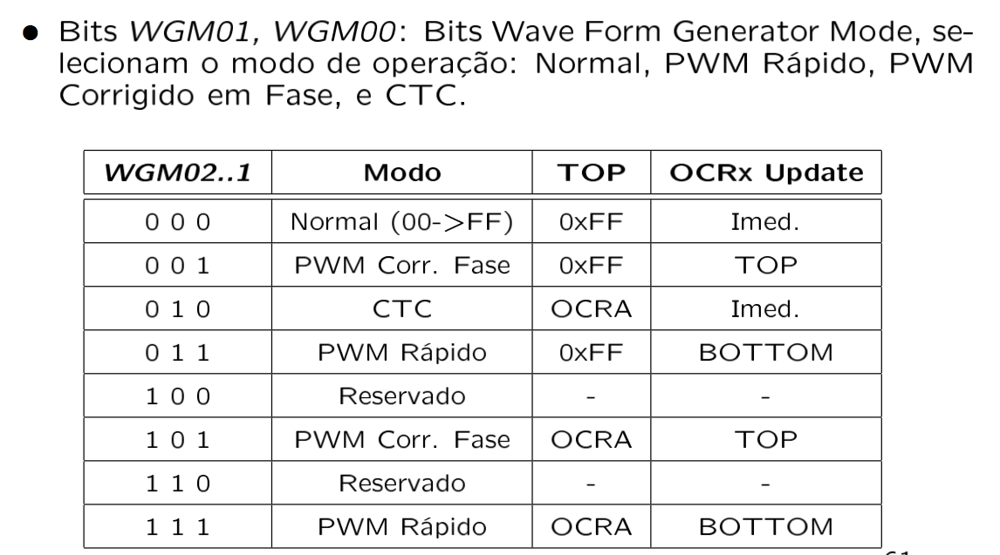 ● Bits WGM01, WGM00: Bits Wave Form Generator Mode, se-
lecionam o modo de operação: Normal, PWM Rápido, PWM
Corrigido em Fase, e CTC.
WGM02..1 Modo TOP OCRx Update
0 0 0 Normal (00->FF) 0xFF Imed.
0 0 1 PWM Corr. Fase 0xFF TOP
0 1 0 CTC OCRA Imed.
0 1 1 PWM Rápido 0xFF BOTTOM
1 0 0 Reservado - -
1 0 1 PWM Corr. Fase OCRA TOP
1 1 0 Reservado - -
1 1 1 PWM Rápido OCRA BOTTOM